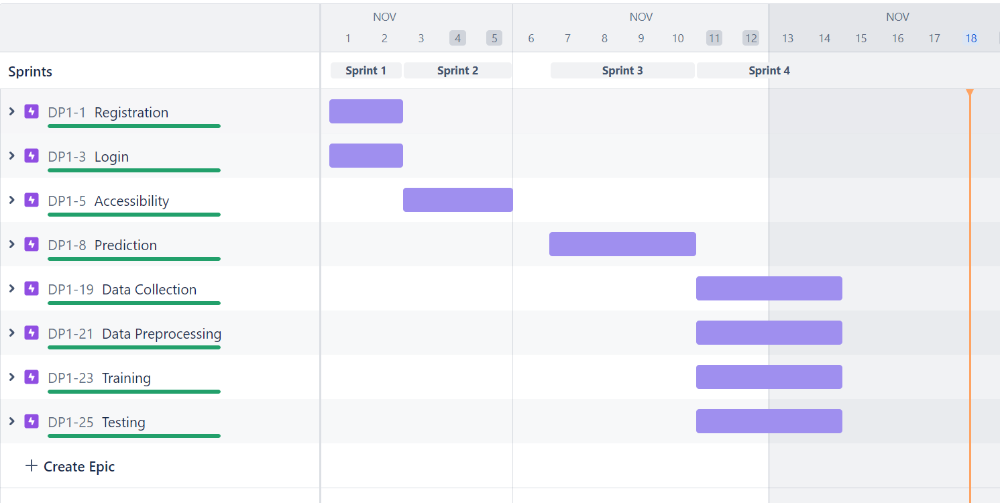 NOV NOV NOV
1 2 3 4 5 6 7 8 9 10 11 12 13 14 15 16 17 18
Sprints Sprint 1 Sprint 2 Sprint 3 Sprint 4
DP1-1 Registration
DP1-3 Login
DP1-5 Accessibility
DP1-8 Prediction
DP1-19 Data Collection
DP1-21 Data Preprocessing
DP1-23 Training
DP1-25 Testing
+ Create Epic